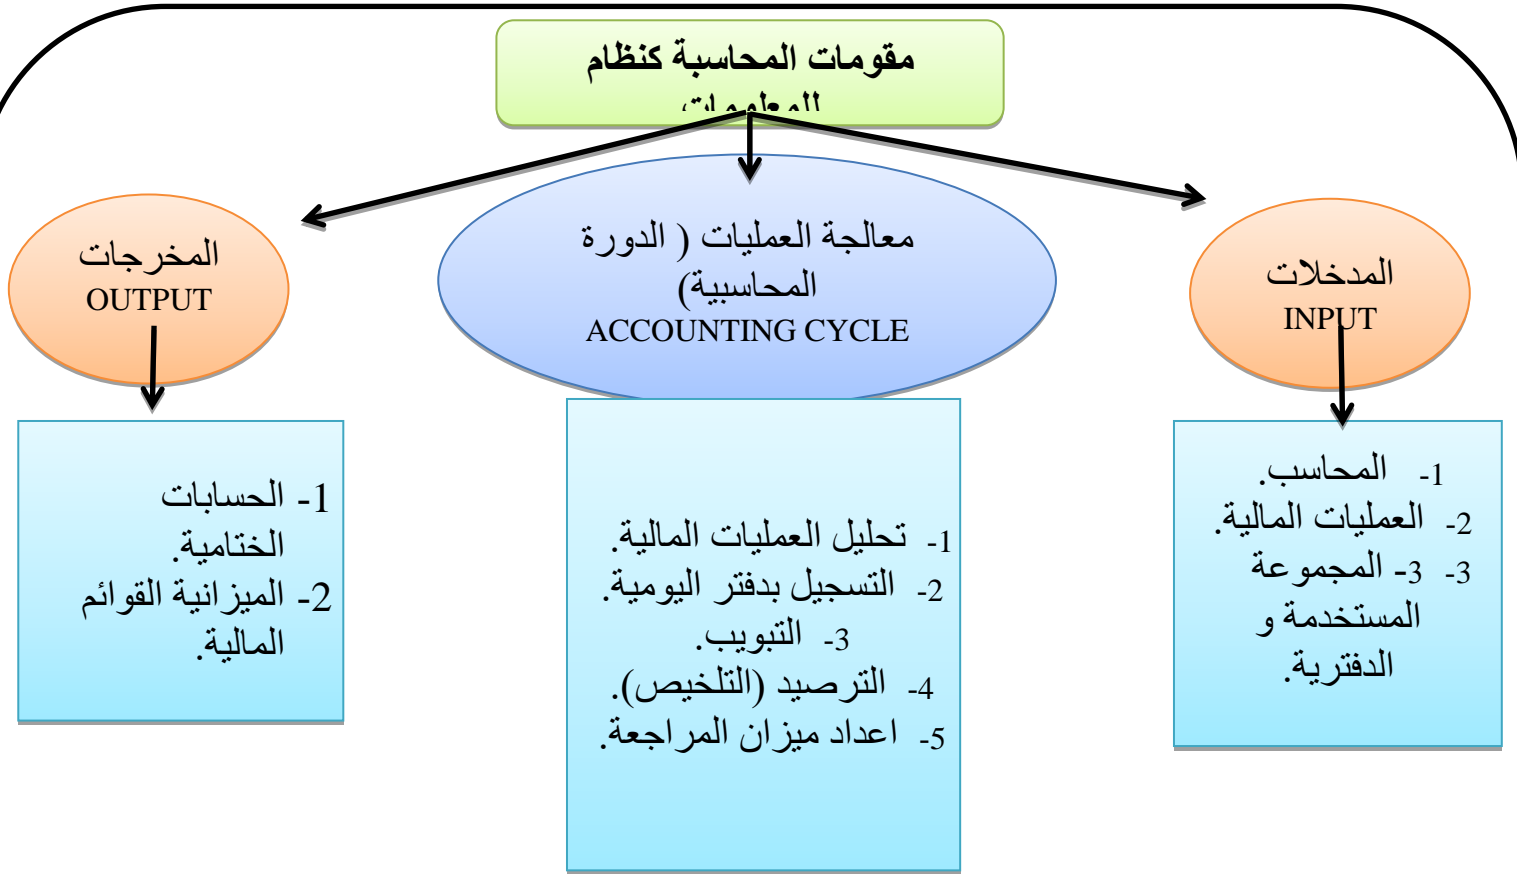 مقومات المحاسبة كنظام
للمعلومات
المدخلات
INPUT
معالجة العمليات ( الدورة
المحاسبية)
ACCOUNTING CYCLE
المخرجات
OUTPUT
1- المحاسب.
2- العمليات المالية.
3- 3- المجموعة
المستخدمة و
الدفترية.
1- تحليل العمليات المالية.
2- التسجيل بدفتر اليومية.
3- التبويب.
4- الترصيد (التلخيص).
5- اعداد ميزان المراجعة.
1- الحسابات
الختامية.
2- الميزانية القوائم
المالية.